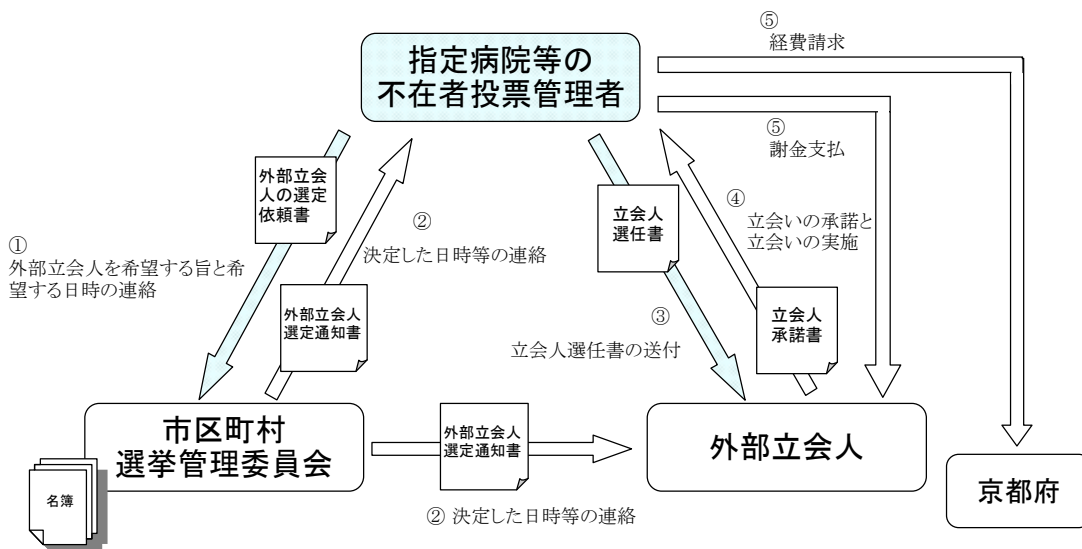 ⑤
経費請求
指定病院等の
不在者投票管理者
⑤
謝金支払
外部立会
人の選定
依頼書
②
決定した日時等の連絡
立会人
選任書
④
立会いの承諾と
立会いの実施
①
外部立会人を希望する旨と希
望する日時の連絡
外部立会人
選定通知書
③
立会人選任書の送付
立会人
承諾書
市区町村
選挙管理委員会
外部立会人
選定通知書
外部立会人
京都府
名簿
② 決定した日時等の連絡